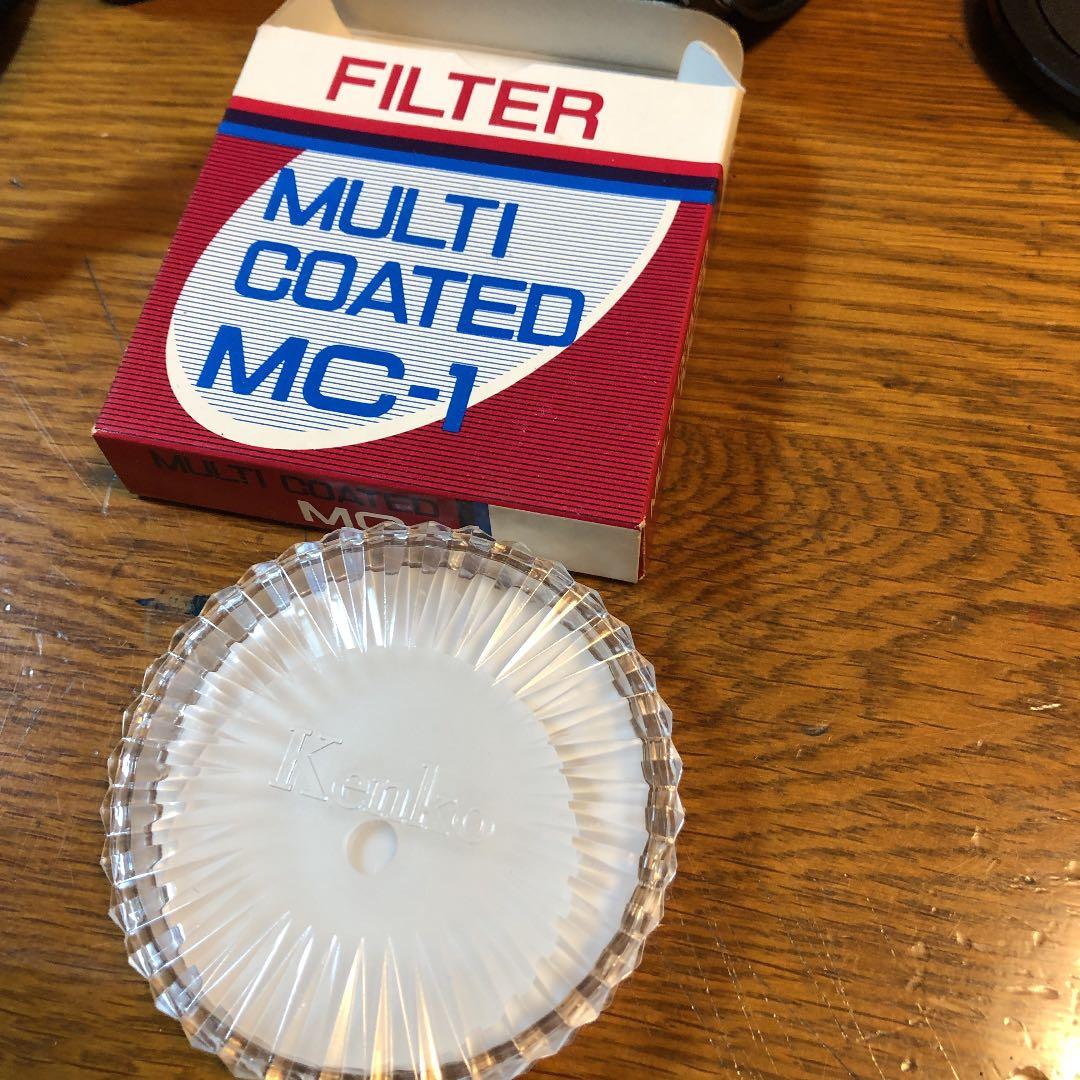 FILTER
MULTI
COATED
MC-1
MULTI COATED
Kenko